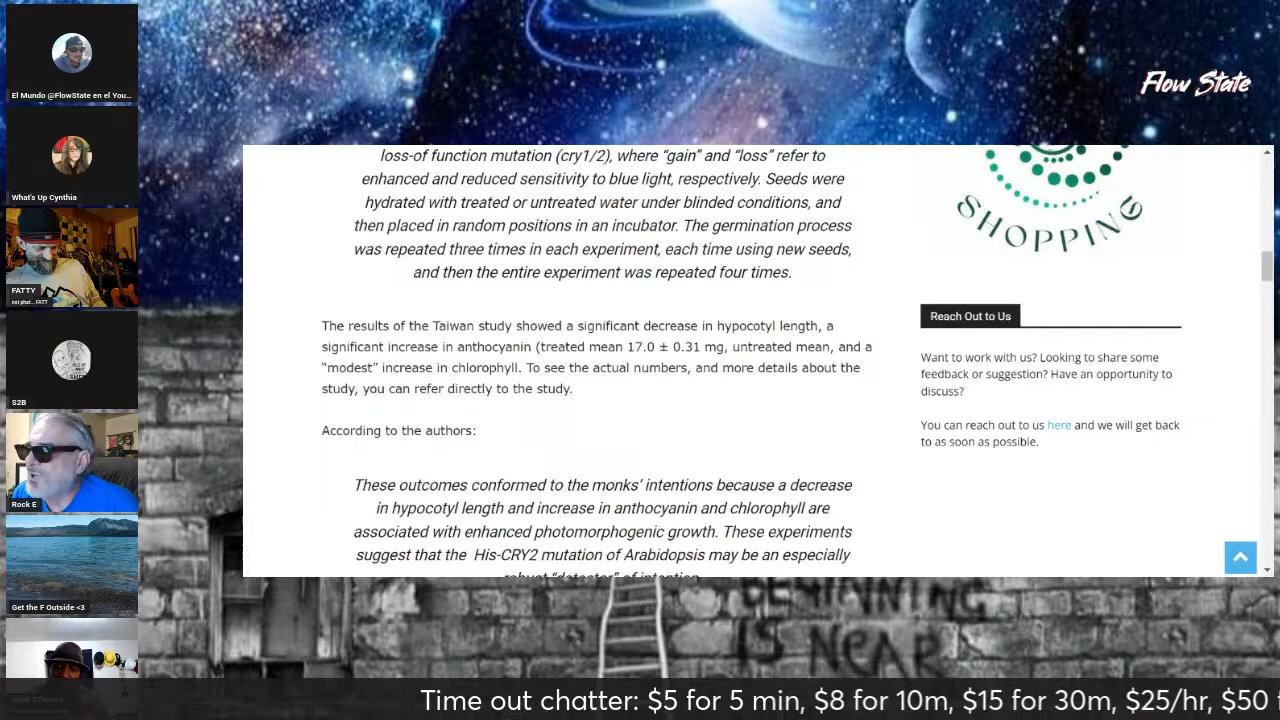 El Mundo @FlowState en el You...
What's Up Cynthia
FATTY
not phat... FATT
S2B
Rock E
Get the F Outside <3
Flow State
loss-of function mutation (cry1/2), where “gain” and “loss” refer to
enhanced and reduced sensitivity to blue light, respectively. Seeds were
hydrated with treated or untreated water under blinded conditions, and
then placed in random positions in an incubator. The germination process
was repeated three times in each experiment, each time using new seeds,
and then the entire experiment was repeated four times.
The results of the Taiwan study showed a significant decrease in hypocotyl length, a
significant increase in anthocyanin (treated mean 17.0 ± 0.31 mg, untreated mean, and a
“modest” increase in chlorophyll. To see the actual numbers, and more details about the
study, you can refer directly to the study.
According to the authors:
These outcomes conformed to the monks’ intentions because a decrease
in hypocotyl length and increase in anthocyanin and chlorophyll are
associated with enhanced photomorphogenic growth. These experiments
suggest that the His-CRY2 mutation of Arabidopsis may be an especially
robust “detector” of intention
SHOPPING
Reach Out to Us
Want to work with us? Looking to share some
feedback or suggestion? Have an opportunity to
discuss?
You can reach out to us here and we will get back
to as soon as possible.
BEGINNING
IS NEAR
Time out chatter: $5 for 5 min, $8 for 10m, $15 for 30m, $25/hr, $50